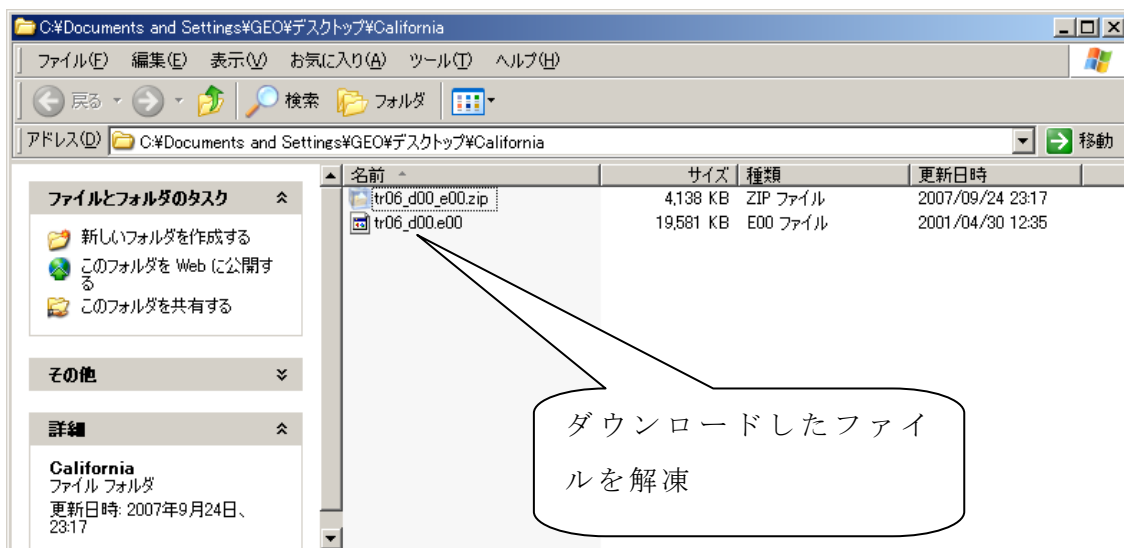 C:¥Documents and Settings¥GEO¥デスクトップ¥California
ファイル(F) 編集(E) 表示(V) お気に入り(A) ツール(T) ヘルプ(H)
戻る 検索 フォルダ
アドレス(D) C:¥Documents and Settings¥GEO¥デスクトップ¥California 移動
名前 サイズ 種類 更新日時
tr06_d00_e00.zip 4,138 KB ZIP ファイル 2007/09/24 23:17
tr06_d00.e00 19,581 KB E00 ファイル 2001/04/30 12:35
ファイルとフォルダのタスク
新しいフォルダを作成する
このフォルダを Web に公開す
る
このフォルダを共有する
その他
詳細
California
ファイル フォルダ
更新日時: 2007年9月24日、
23:17
ダウンロードしたファイ
ルを解凍